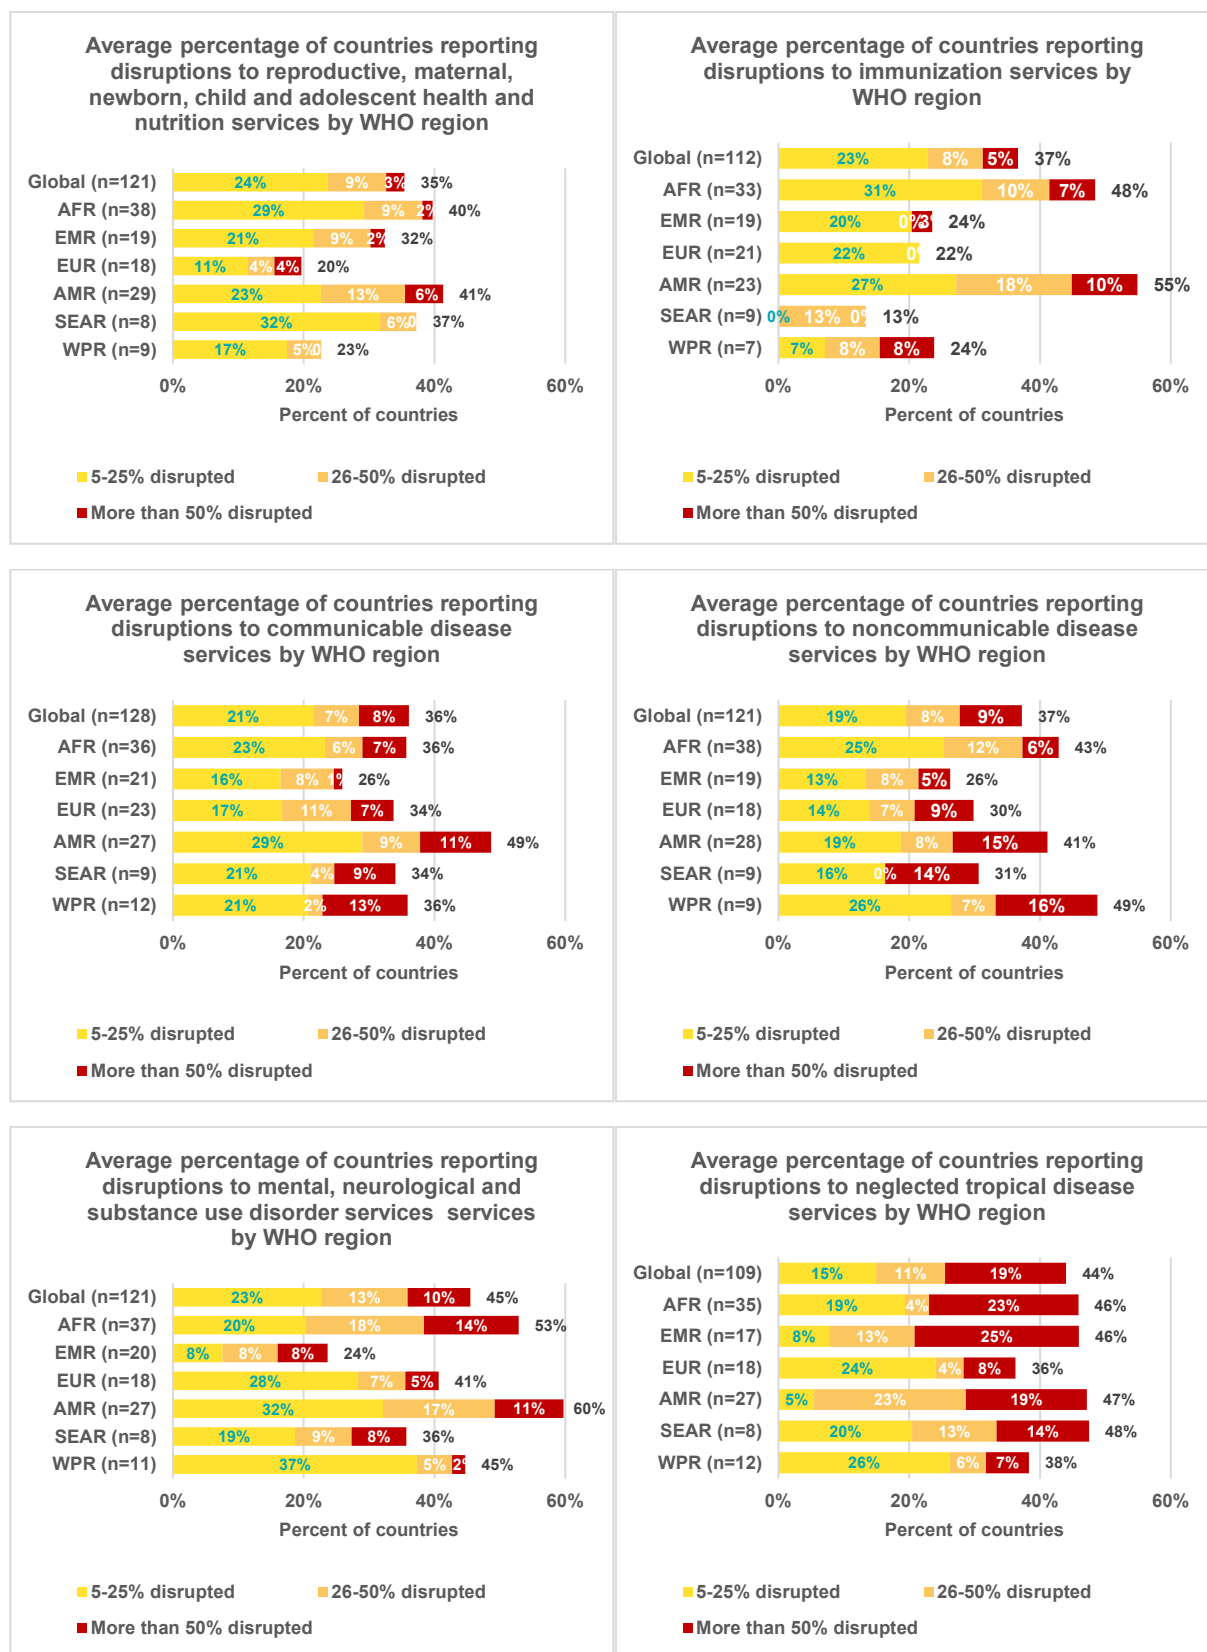 Average percentage of countries reporting
disruptions to reproductive, maternal,
newborn, child and adolescent health and
nutrition services by WHO region
Global (n=121) 24% 9% 3% 35%
AFR (n=38) 29% 9% 2% 40%
EMR (n=19) 21% 9% 2% 32%
EUR (n=18) 11% 4% 4% 20%
AMR (n=29) 23% 13% 6% 41%
SEAR (n=8) 32% 6% 0 37%
WPR (n=9) 17% 5% 0 23%
0% 20% 40% 60%
Percent of countries
5-25% disrupted 26-50% disrupted
More than 50% disrupted
Average percentage of countries reporting
disruptions to immunization services by
WHO region
Global (n=112) 23% 8% 5% 37%
AFR (n=33) 31% 10% 7% 48%
EMR (n=19) 20% 0% 3% 24%
EUR (n=21) 22% 0% 22%
AMR (n=23) 27% 18% 10% 55%
SEAR (n=9) 0% 13% 0% 13%
WPR (n=7) 7% 8% 8% 24%
0% 20% 40% 60%
Percent of countries
5-25% disrupted 26-50% disrupted
More than 50% disrupted
Average percentage of countries reporting
disruptions to communicable disease
services by WHO region
Global (n=128) 21% 7% 8% 36%
AFR (n=36) 23% 6% 7% 36%
EMR (n=21) 16% 8% 1% 26%
EUR (n=23) 17% 11% 7% 34%
AMR (n=27) 29% 9% 11% 49%
SEAR (n=9) 21% 4% 9% 34%
WPR (n=12) 21% 2% 13% 36%
0% 20% 40% 60%
Percent of countries
5-25% disrupted 26-50% disrupted
More than 50% disrupted
Average percentage of countries reporting
disruptions to noncommunicable disease
services by WHO region
Global (n=121) 19% 8% 9% 37%
AFR (n=38) 25% 12% 6% 43%
EMR (n=19) 13% 8% 5% 26%
EUR (n=18) 14% 7% 9% 30%
AMR (n=28) 19% 8% 15% 41%
SEAR (n=9) 16% 0% 14% 31%
WPR (n=9) 26% 7% 16% 49%
0% 20% 40% 60%
Percent of countries
5-25% disrupted 26-50% disrupted
More than 50% disrupted
Average percentage of countries reporting
disruptions to mental, neurological and
substance use disorder services services
by WHO region
Global (n=121) 23% 13% 10% 45%
AFR (n=37) 20% 18% 14% 53%
EMR (n=20) 8% 8% 8% 24%
EUR (n=18) 28% 7% 5% 41%
AMR (n=27) 32% 17% 11% 60%
SEAR (n=8) 19% 9% 8% 36%
WPR (n=11) 37% 5% 2% 45%
0% 20% 40% 60%
Percent of countries
5-25% disrupted 26-50% disrupted
More than 50% disrupted
Average percentage of countries reporting
disruptions to neglected tropical disease
services by WHO region
Global (n=109) 15% 11% 19% 44%
AFR (n=35) 19% 4% 23% 46%
EMR (n=17) 8% 13% 25% 46%
EUR (n=18) 24% 4% 8% 36%
AMR (n=27) 5% 23% 19% 47%
SEAR (n=8) 20% 13% 14% 48%
WPR (n=12) 26% 6% 7% 38%
0% 20% 40% 60%
Percent of countries
5-25% disrupted 26-50% disrupted
More than 50% disrupted